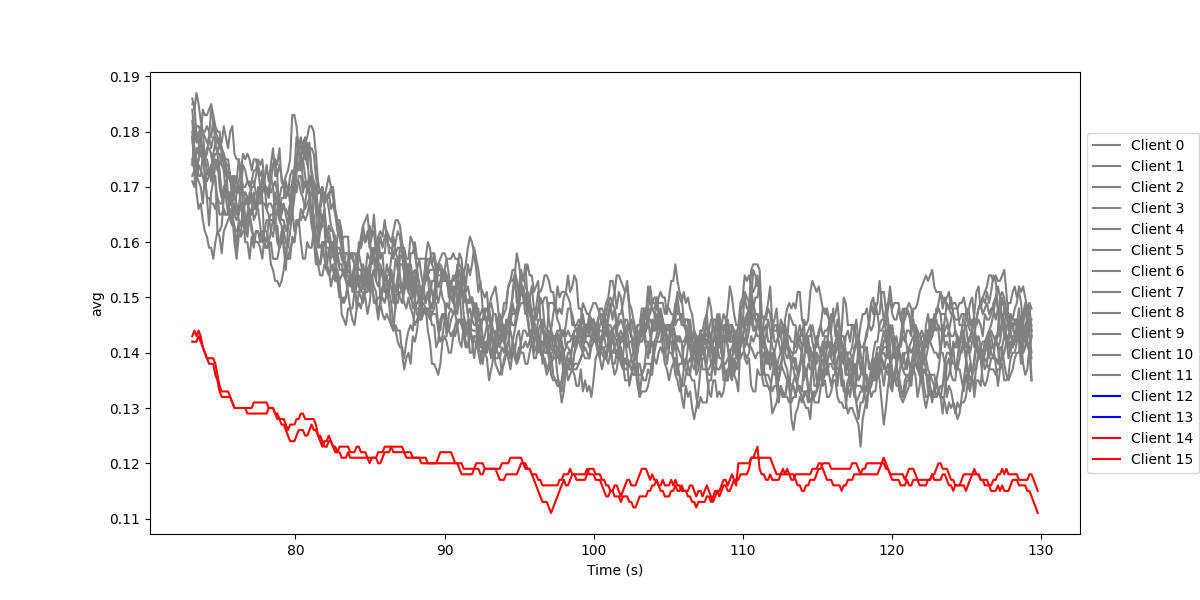 0.19
0.18
0.17
0.16
0.15
0.14
0.13
0.12
0.11
avg
80
90
100
110
120
130
Time (s)
Client 0
Client 1
Client 2
Client 3
Client 4
Client 5
Client 6
Client 7
Client 8
Client 9
Client 10
Client 11
Client 12
Client 13
Client 14
Client 15